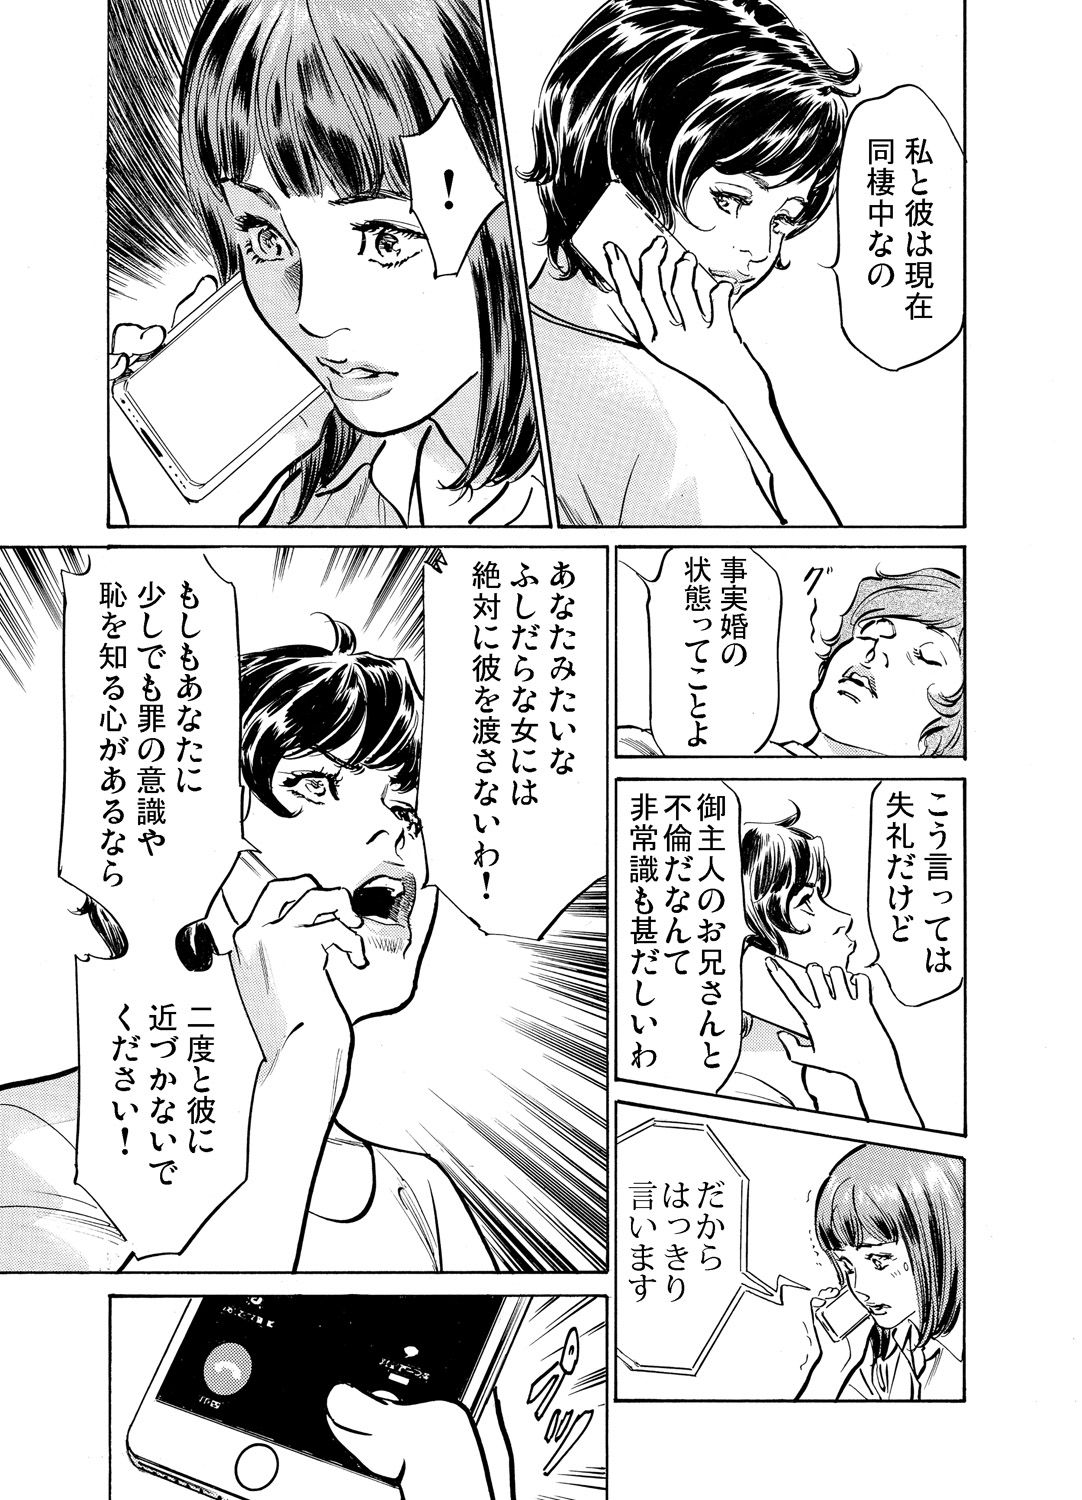 私と彼は現在
同棲中なの
！
グー
事実婚の
状態ってことよ
こう言っては
失礼だけど
御主人のお兄さんと
不倫だなんて
非常識も甚だしいわ
だから
はっきり
言います
あなたみたいな
ふしだらな女には
絶対に彼を渡さないわ！
もしもあなたに
少しでも罪の意識や
恥を知る心があるなら
二度と彼に
近づかないで
ください！